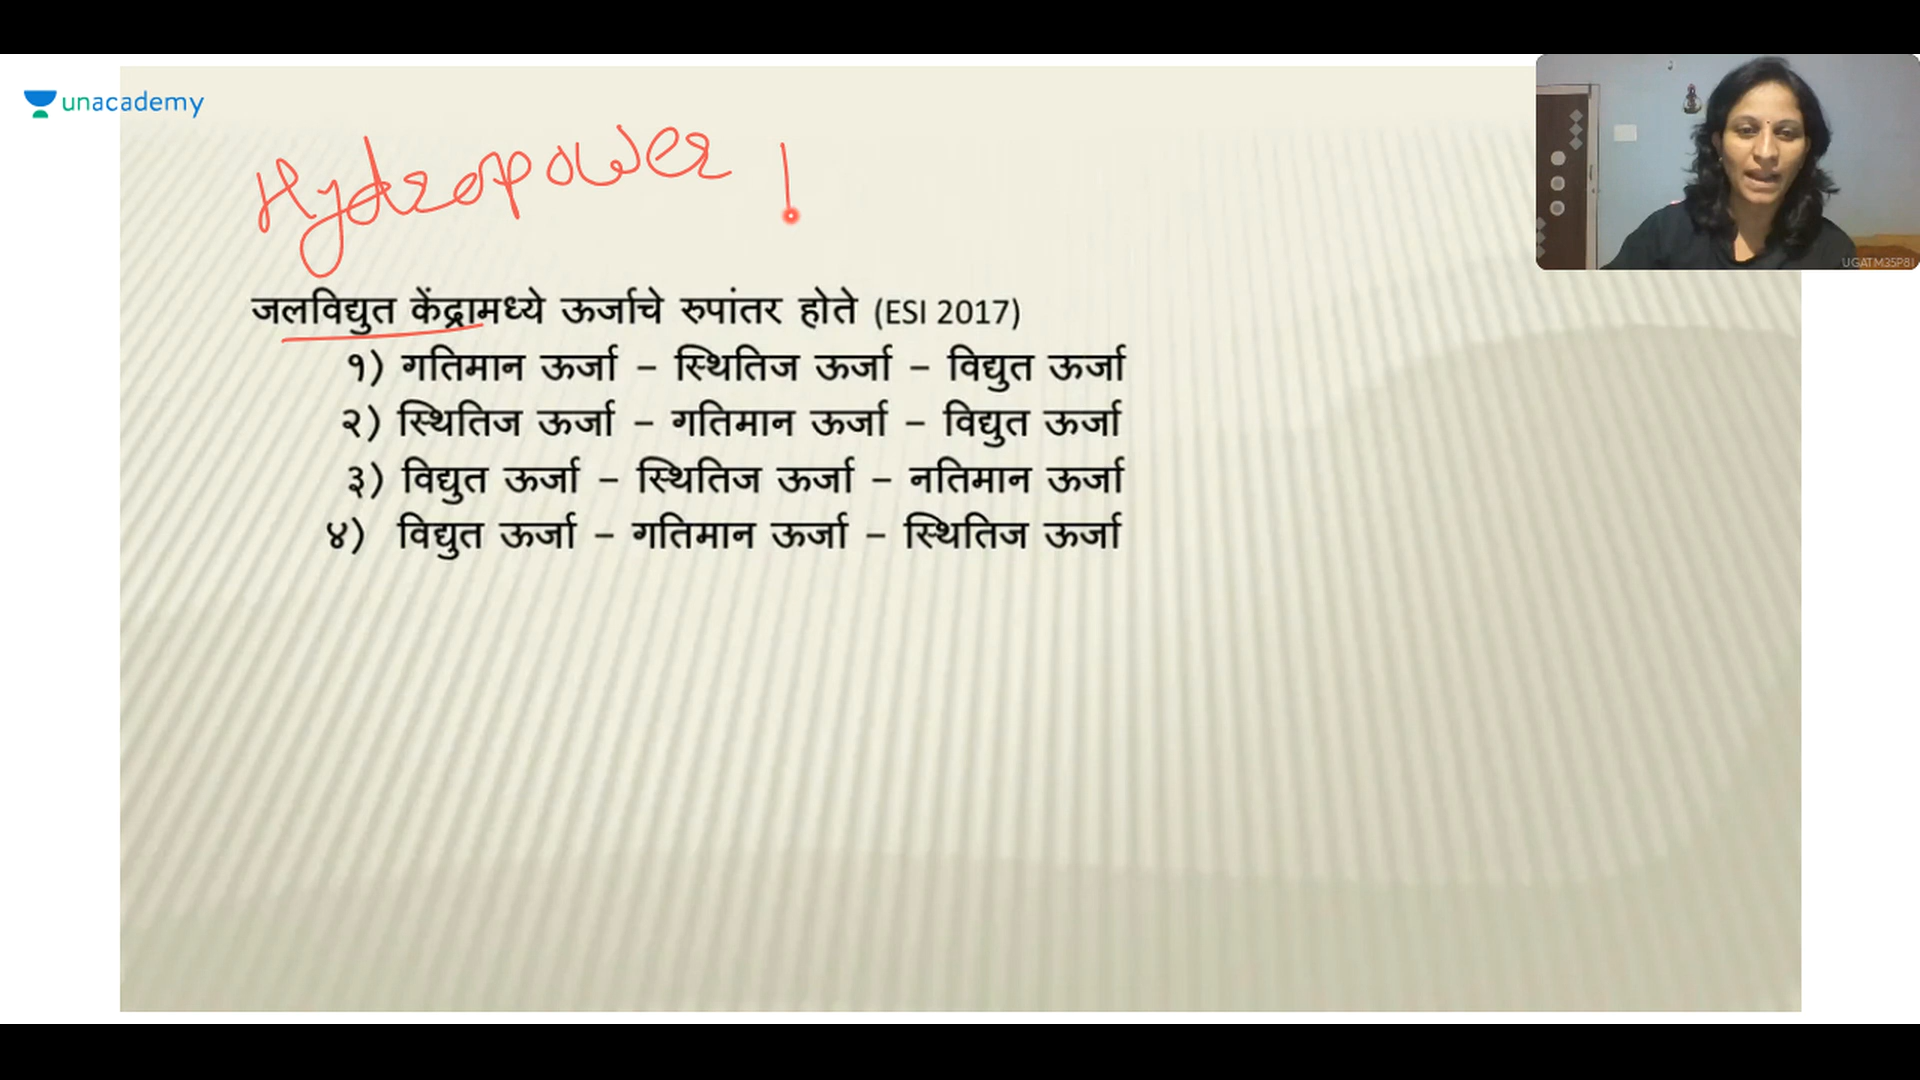 unacademy
Hydropower
UGATM35P8I
जलविद्युत केंद्रामध्ये ऊर्जाचे रुपांतर होते (ESI 2017)
१) गतिमान ऊर्जा – स्थितिज ऊर्जा – विद्युत ऊर्जा
२) स्थितिज ऊर्जा – गतिमान ऊर्जा – विद्युत ऊर्जा
३) विद्युत ऊर्जा – स्थितिज ऊर्जा – नतिमान ऊर्जा
४) विद्युत ऊर्जा – गतिमान ऊर्जा – स्थितिज ऊर्जा